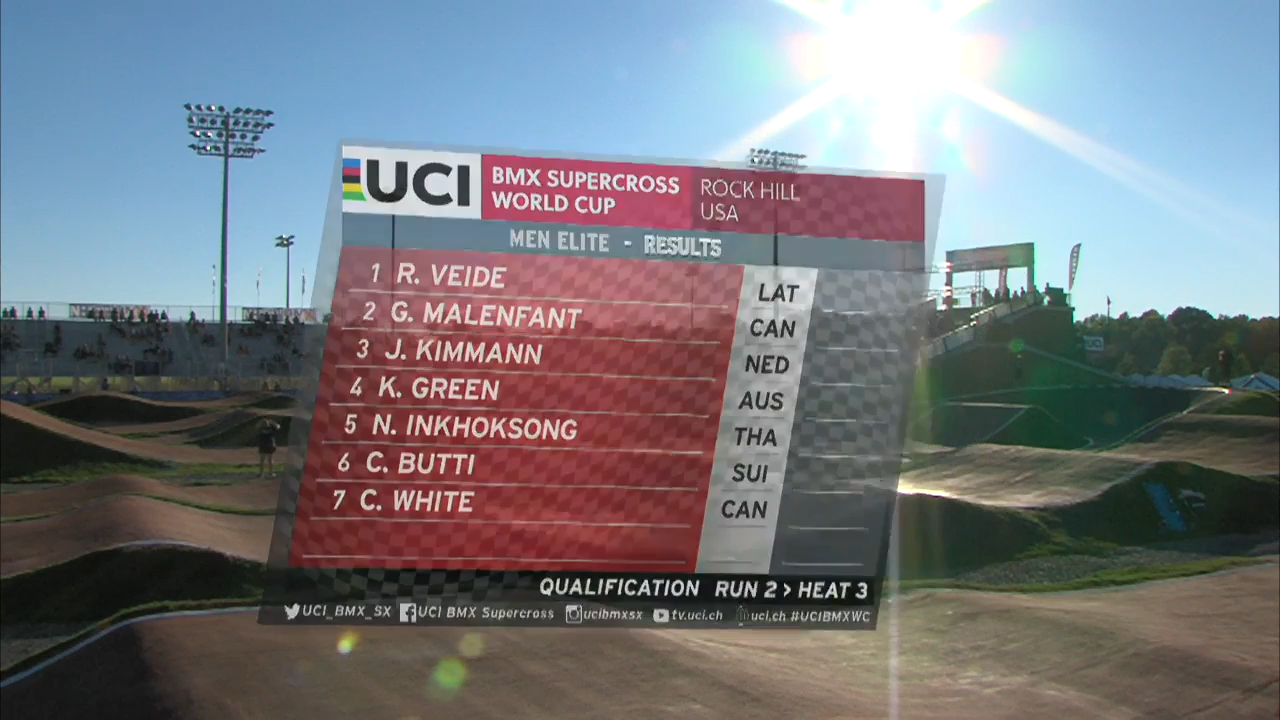 UCI
BMX SUPERCROSS
WORLD CUP
ROCK HILL
USA
MEN ELITE - RESULTS
1 R. VEIDE LAT
2 G. MALENFANT CAN
3 J. KIMMANN NED
4 K. GREEN AUS
5 N. INKHOKSONG THA
6 C. BUTTI SUI
7 C. WHITE CAN
QUALIFICATION RUN 2 > HEAT 3
UCI_BMX_SX UCI BMX Supercross ucibmxsx tv.uci.ch uci.ch #UCIBMXWC
UCI